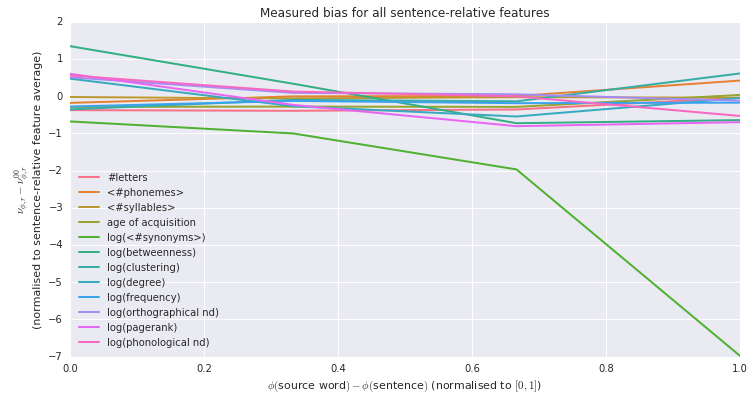 Measured bias for all sentence-relative features
2
1
0
−1
−2
−3
−4
−5
−6
−7
ν_{ϕ,r} − ν^{00}_{ϕ,r}
(normalised to sentence-relative feature average)
#letters
<#phonemes>
<#syllables>
age of acquisition
log(<#synonyms>)
log(betweenness)
log(clustering)
log(degree)
log(frequency)
log(orthographical nd)
log(pagerank)
log(phonological nd)
0.0 0.2 0.4 0.6 0.8 1.0
ϕ(source word) − ϕ(sentence) (normalised to [0, 1])